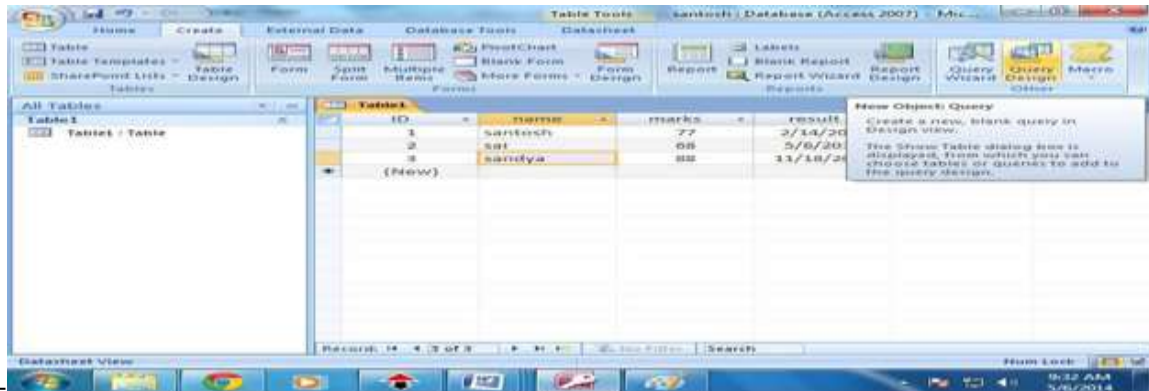 Table Tools santosh : Database (Access 2007) - Mic...
Home Create External Data Database Tools Datasheet
Table
Table Templates
SharePoint Lists
Table Design
Tables
Form
Split Form
Multiple Items
PivotChart
Blank Form
More Forms
Form Design
Forms
Report
Labels
Blank Report
Report Wizard
Report Design
Reports
Query Wizard
Query Design
Macro
Other
All Tables
Table1
Table1 : Table
Table1
ID name marks result
1 santosh 77 2/14/20
2 sai 68 5/6/20
3 sandya 88 11/18/20
(New)
New Object: Query
Create a new, blank query in
Design view.
The Show Table dialog box is
displayed, from which you can
choose tables or queries to add to
the query design.
Record: 3 of 3 No Filter Search
Datasheet View Num Lock
9:32 AM
5/6/2014